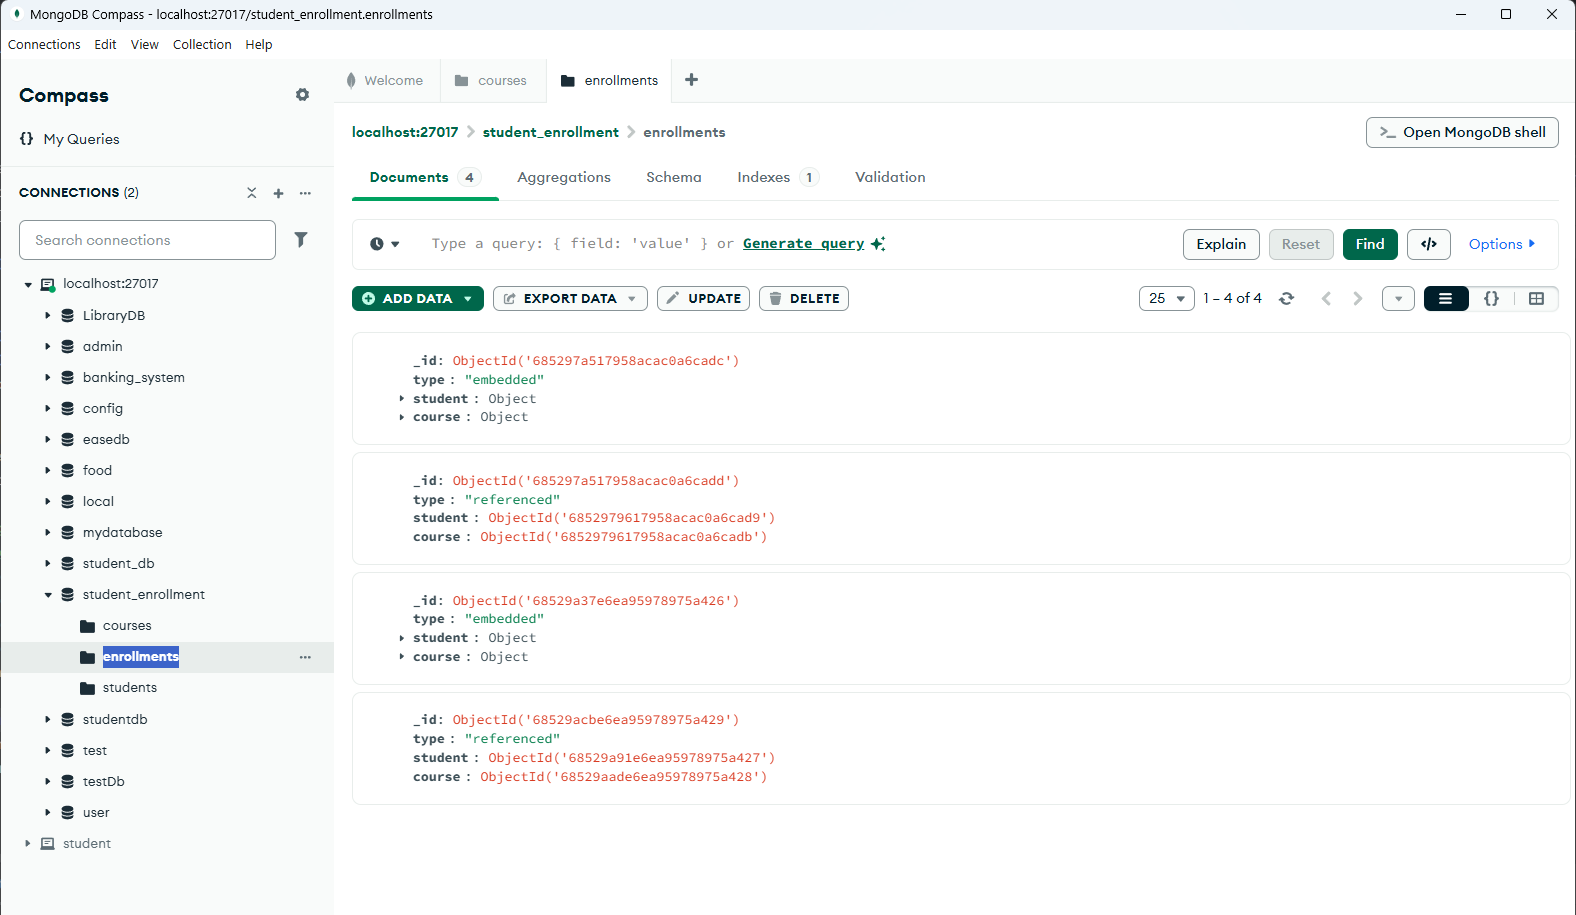 MongoDB Compass - localhost:27017/student_enrollment.enrollments
Connections Edit View Collection Help
Compass
{} My Queries
CONNECTIONS (2)
Search connections
localhost:27017
LibraryDB
admin
banking_system
config
easedb
food
local
mydatabase
student_db
student_enrollment
courses
enrollments
students
studentdb
test
testDb
user
student
Welcome courses enrollments
localhost:27017 > student_enrollment > enrollments
>_ Open MongoDB shell
Documents 4 Aggregations Schema Indexes 1 Validation
Type a query: { field: 'value' } or Generate query
Explain Reset Find </> Options
ADD DATA EXPORT DATA UPDATE DELETE
25 1 – 4 of 4 {}
_id: ObjectId('685297a517958acac0a6cadc')
type : "embedded"
student : Object
course : Object
_id: ObjectId('685297a517958acac0a6cadd')
type : "referenced"
student : ObjectId('6852979617958acac0a6cad9')
course : ObjectId('6852979617958acac0a6cadb')
_id: ObjectId('68529a37e6ea95978975a426')
type : "embedded"
student : Object
course : Object
_id: ObjectId('68529acbe6ea95978975a429')
type : "referenced"
student : ObjectId('68529a91e6ea95978975a427')
course : ObjectId('68529aade6ea95978975a428')